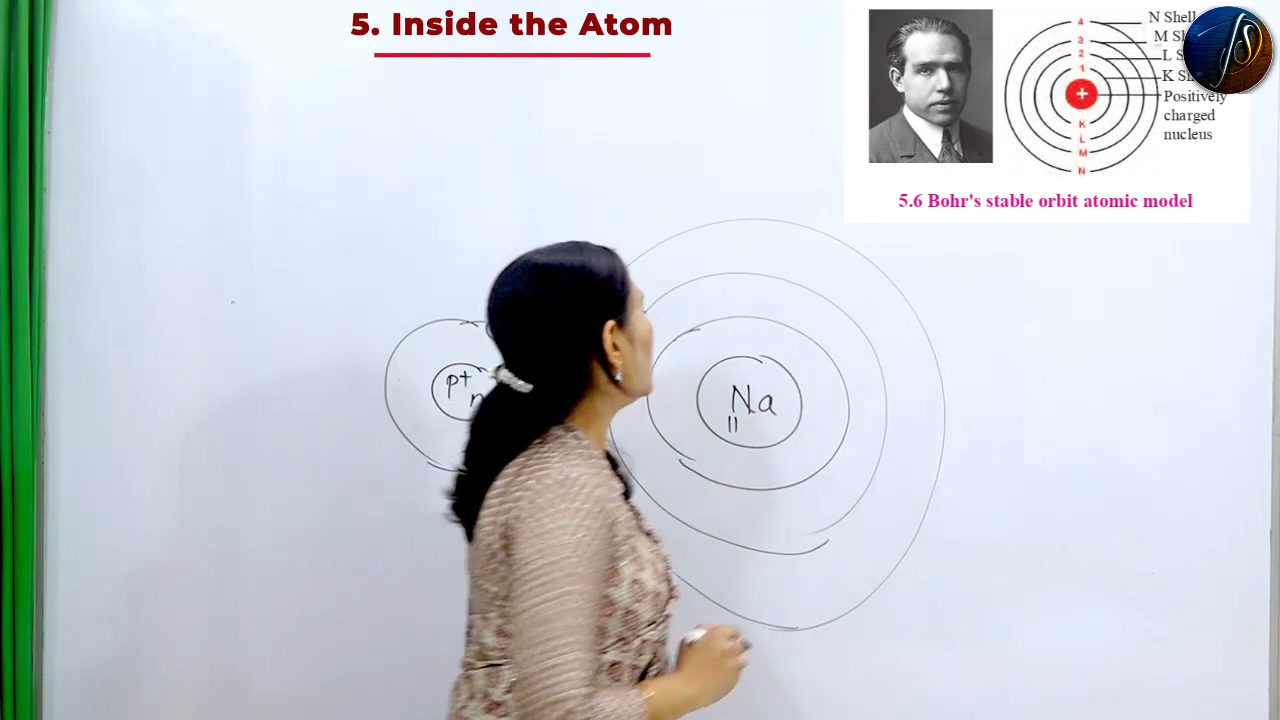 5. Inside the Atom
4
N Shell
3
M
2
L
1
K
+
Positively
charged
nucleus
K
L
M
N
5.6 Bohr's stable orbit atomic model
p+
n
Na
11